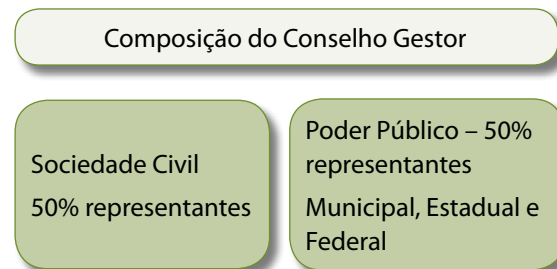 Composição do Conselho Gestor
Sociedade Civil
50% representantes
Poder Público – 50%
representantes
Municipal, Estadual e
Federal